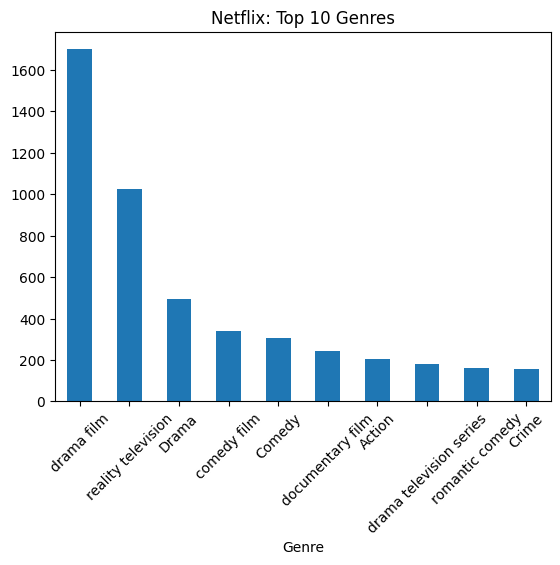 Netflix: Top 10 Genres
1600
1400
1200
1000
800
600
400
200
0
drama film
reality television
Drama
comedy film
Comedy
documentary film
Action
drama television series
romantic comedy
Crime
Genre